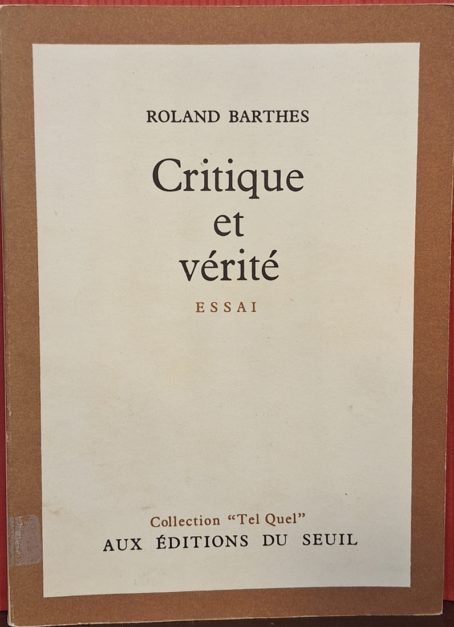 ROLAND BARTHES
Critique
et
vérité
ESSAI
Collection “Tel Quel”
AUX ÉDITIONS DU SEUIL